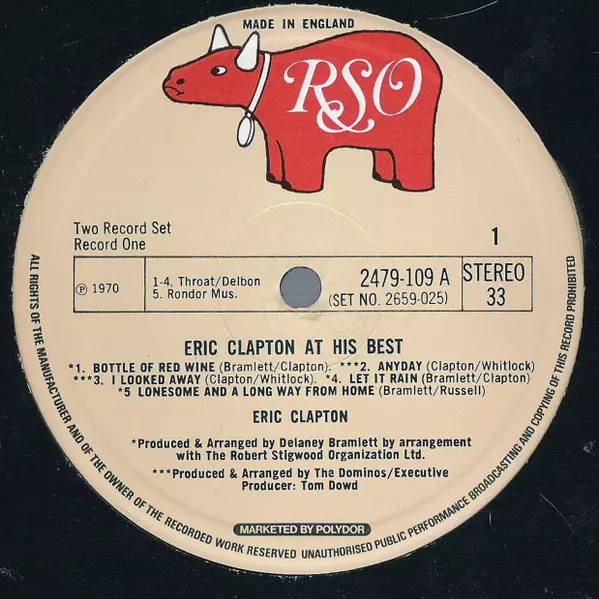 MADE IN ENGLAND
RSO
Two Record Set
Record One
1
℗ 1970
1-4. Throat/Delbon
5. Rondor Mus.
2479-109 A
(SET NO. 2659-025)
STEREO
33
ERIC CLAPTON AT HIS BEST
*1. BOTTLE OF RED WINE (Bramlett/Clapton). ***2. ANYDAY (Clapton/Whitlock)
***3. I LOOKED AWAY (Clapton/Whitlock). *4. LET IT RAIN (Bramlett/Clapton)
*5 LONESOME AND A LONG WAY FROM HOME (Bramlett/Russell)
ERIC CLAPTON
*Produced & Arranged by Delaney Bramlett by arrangement
with The Robert Stigwood Organization Ltd.
***Produced & Arranged by The Dominos/Executive
Producer: Tom Dowd
MARKETED BY POLYDOR
ALL RIGHTS OF THE MANUFACTURER AND OF THE OWNER OF THE RECORDED WORK RESERVED UNAUTHORISED PUBLIC PERFORMANCE BROADCASTING AND COPYING OF THIS RECORD PROHIBITED